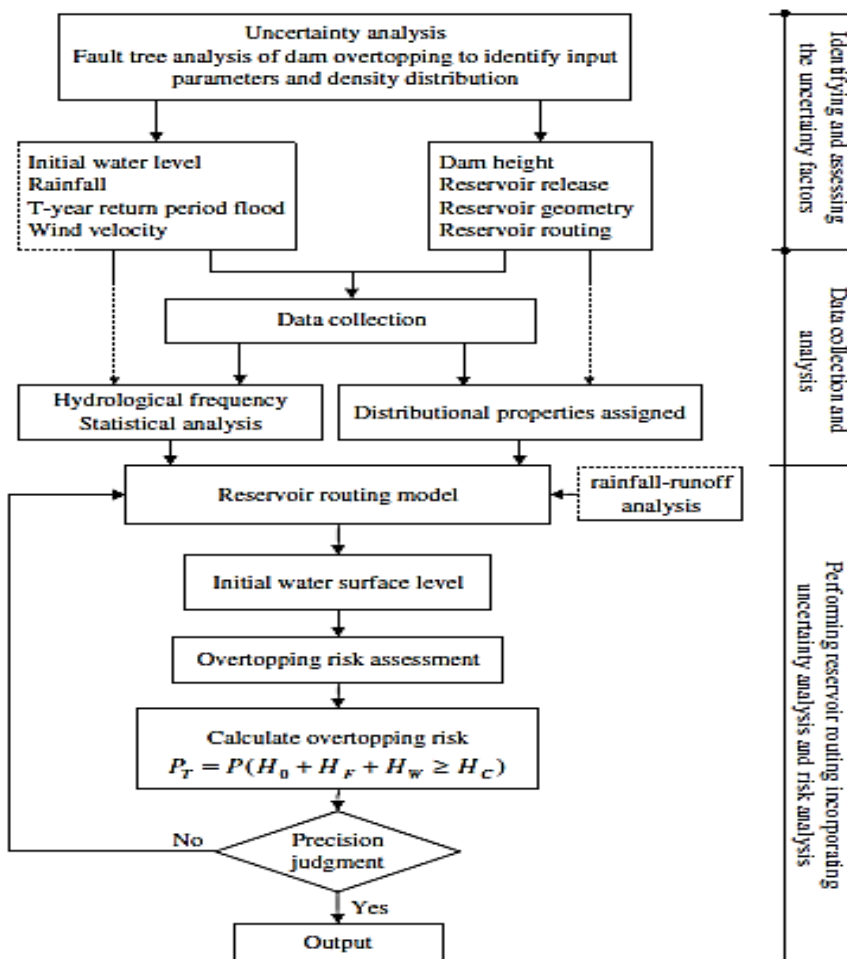 Uncertainty analysis
Fault tree analysis of dam overtopping to identify input
parameters and density distribution
Initial water level
Rainfall
T-year return period flood
Wind velocity
Dam height
Reservoir release
Reservoir geometry
Reservoir routing
Data collection
Hydrological frequency
Statistical analysis
Distributional properties assigned
Reservoir routing model
rainfall-runoff
analysis
Initial water surface level
Overtopping risk assessment
Calculate overtopping risk
P_T = P(H_0 + H_F + H_W ≥ H_C)
No
Precision
judgment
Yes
Output
Identifying and assessing
the uncertainty factors
Data collection and
analysis
Performing reservoir routing incorporating
uncertainty analysis and risk analysis